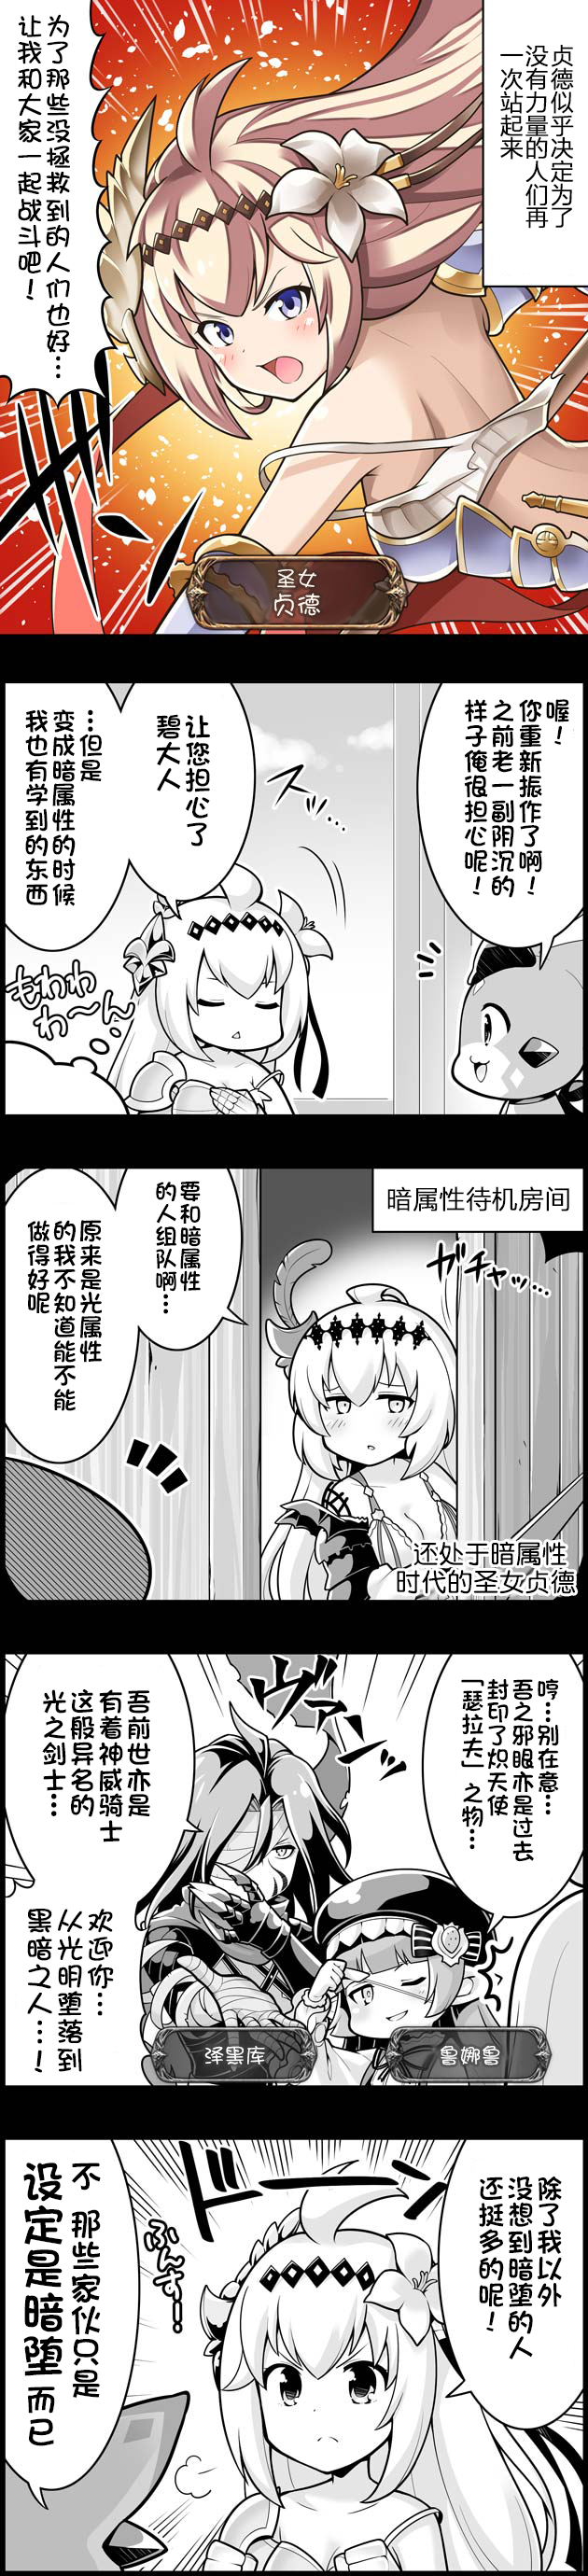 贞德似乎决定为了
没有力量的人们再
一次站起来
为了那些没拯救到的人们也好…
让我和大家一起战斗吧！
バン
圣女
贞德
喔！
你重新振作了啊！
之前老一副阴沉的
样子俺很担心呢！
スッ…
让您担心了
碧大人
…但是
变成暗属性的时候
我也有学到的东西
もわわ
わ〜ん
暗属性待机房间
ガチャッ…
要和暗属性
的人组队啊…
原来是光属性
的我不知道能不能
做得好呢
还处于暗属性
时代的圣女贞德
哼…别在意…
吾之邪眼亦是过去
封印了炽天使
「瑟拉夫」之物…
ヴァーン
吾前世亦是
有着神威骑士
这般异名的
光之剑士…
欢迎你…
从光明堕落到
黑暗之人…！
泽黑库
鲁娜鲁
除了我以外
没想到暗堕的人
还挺多的呢！
ドーン
ふんすー！
不 那些家伙只是
设定是暗堕而已